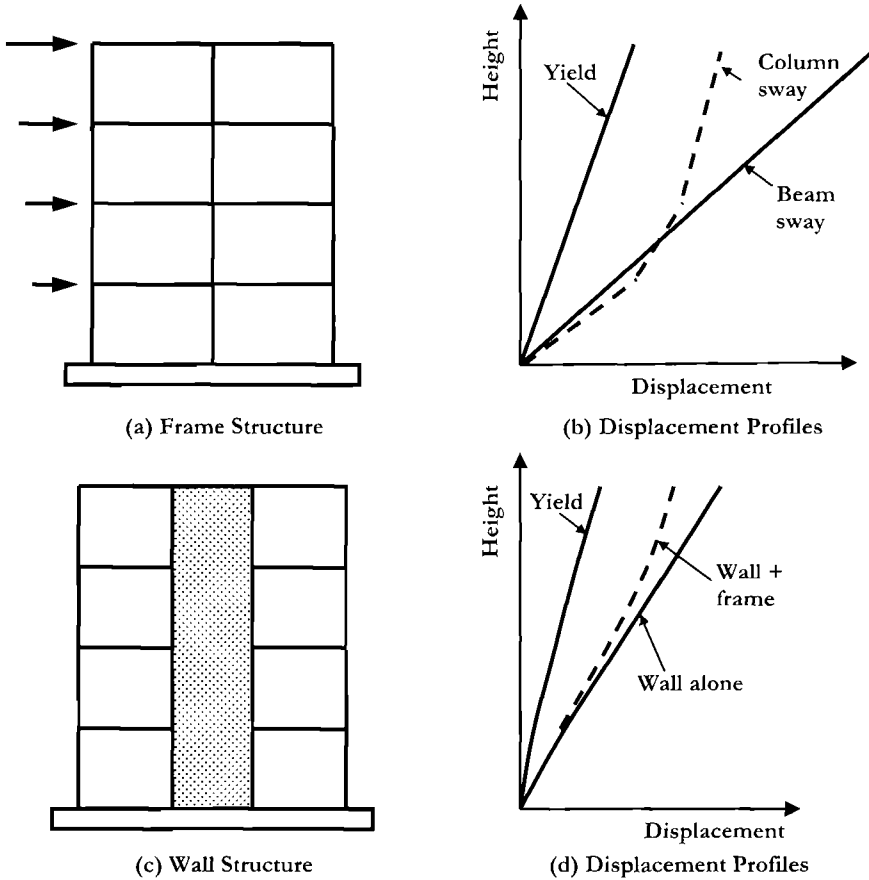 Height
Yield
Column
sway
Beam
sway
Displacement
(a) Frame Structure
(b) Displacement Profiles
Height
Yield
Wall +
frame
Wall alone
Displacement
(c) Wall Structure
(d) Displacement Profiles